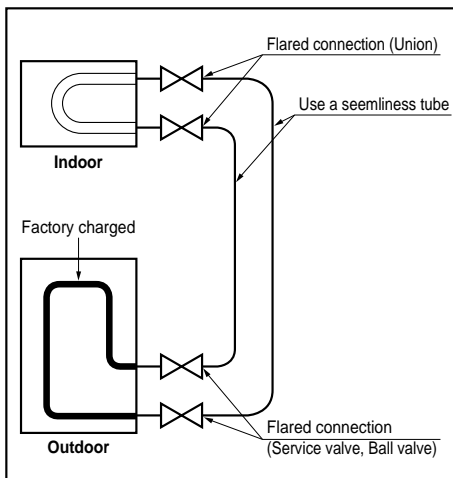 Flared connection (Union)
Use a seemliness tube
Indoor
Factory charged
Outdoor
Flared connection
(Service valve, Ball valve)